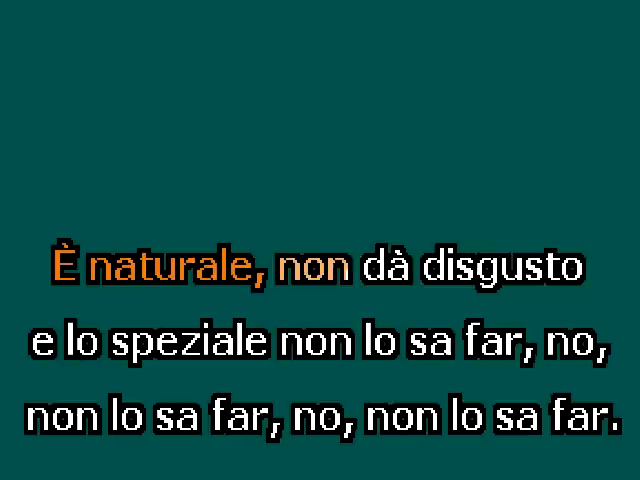 È naturale, non dà disgusto
e lo speziale non lo sa far, no,
non lo sa far, no, non lo sa far.